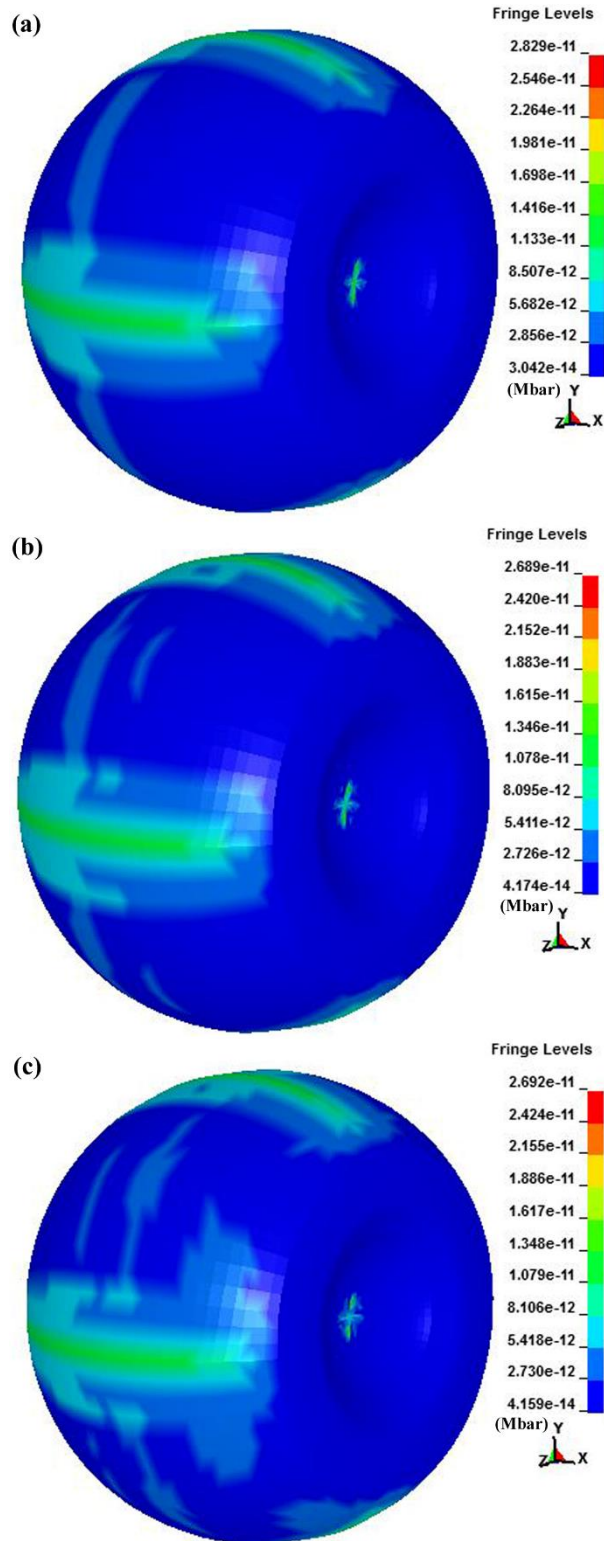 (a)
Fringe Levels
2.829e-11
2.546e-11
2.264e-11
1.981e-11
1.698e-11
1.416e-11
1.133e-11
8.507e-12
5.682e-12
2.856e-12
3.042e-14
(Mbar)
Y
Z X
(b)
Fringe Levels
2.689e-11
2.420e-11
2.152e-11
1.883e-11
1.615e-11
1.346e-11
1.078e-11
8.095e-12
5.411e-12
2.726e-12
4.174e-14
(Mbar)
Y
Z X
(c)
Fringe Levels
2.692e-11
2.424e-11
2.155e-11
1.886e-11
1.617e-11
1.348e-11
1.079e-11
8.106e-12
5.418e-12
2.730e-12
4.159e-14
(Mbar)
Y
Z X